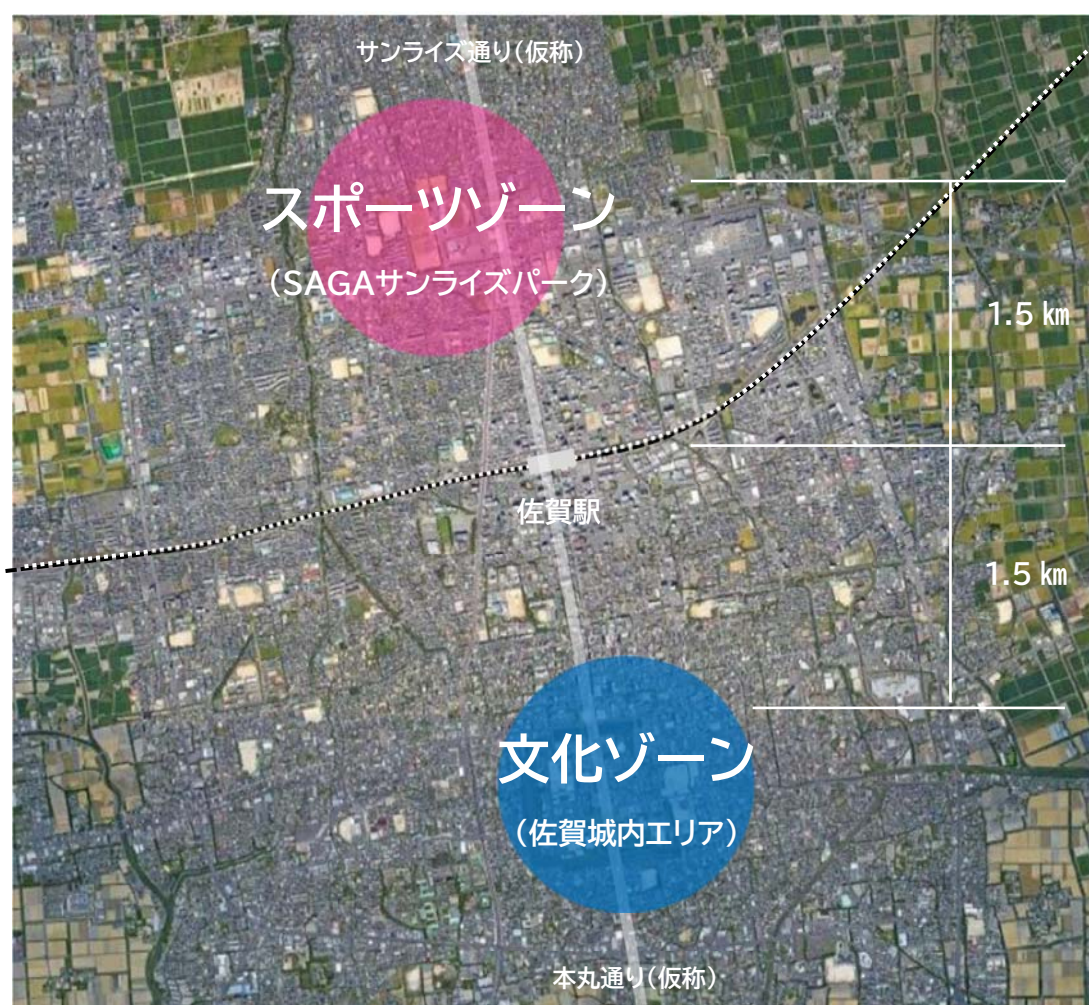 サンライズ通り（仮称）
スポーツゾーン
（SAGAサンライズパーク）
1.5 ㎞
佐賀駅
1.5 ㎞
文化ゾーン
（佐賀城内エリア）
本丸通り（仮称）